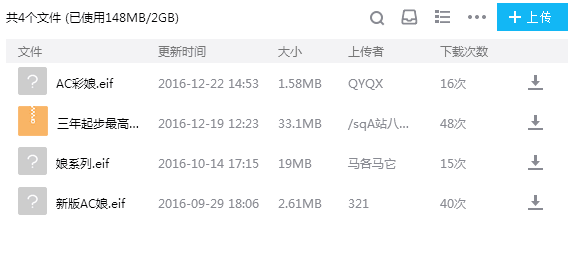 共4个文件 (已使用148MB/2GB) + 上传
文件 更新时间 大小 上传者 下载次数
AC彩娘.eif 2016-12-22 14:53 1.58MB QYQX 16次
三年起步最高... 2016-12-19 12:23 33.1MB /sqA站八... 48次
娘系列.eif 2016-10-14 17:15 19MB 马各马它 15次
新版AC娘.eif 2016-09-29 18:06 2.61MB 321 40次